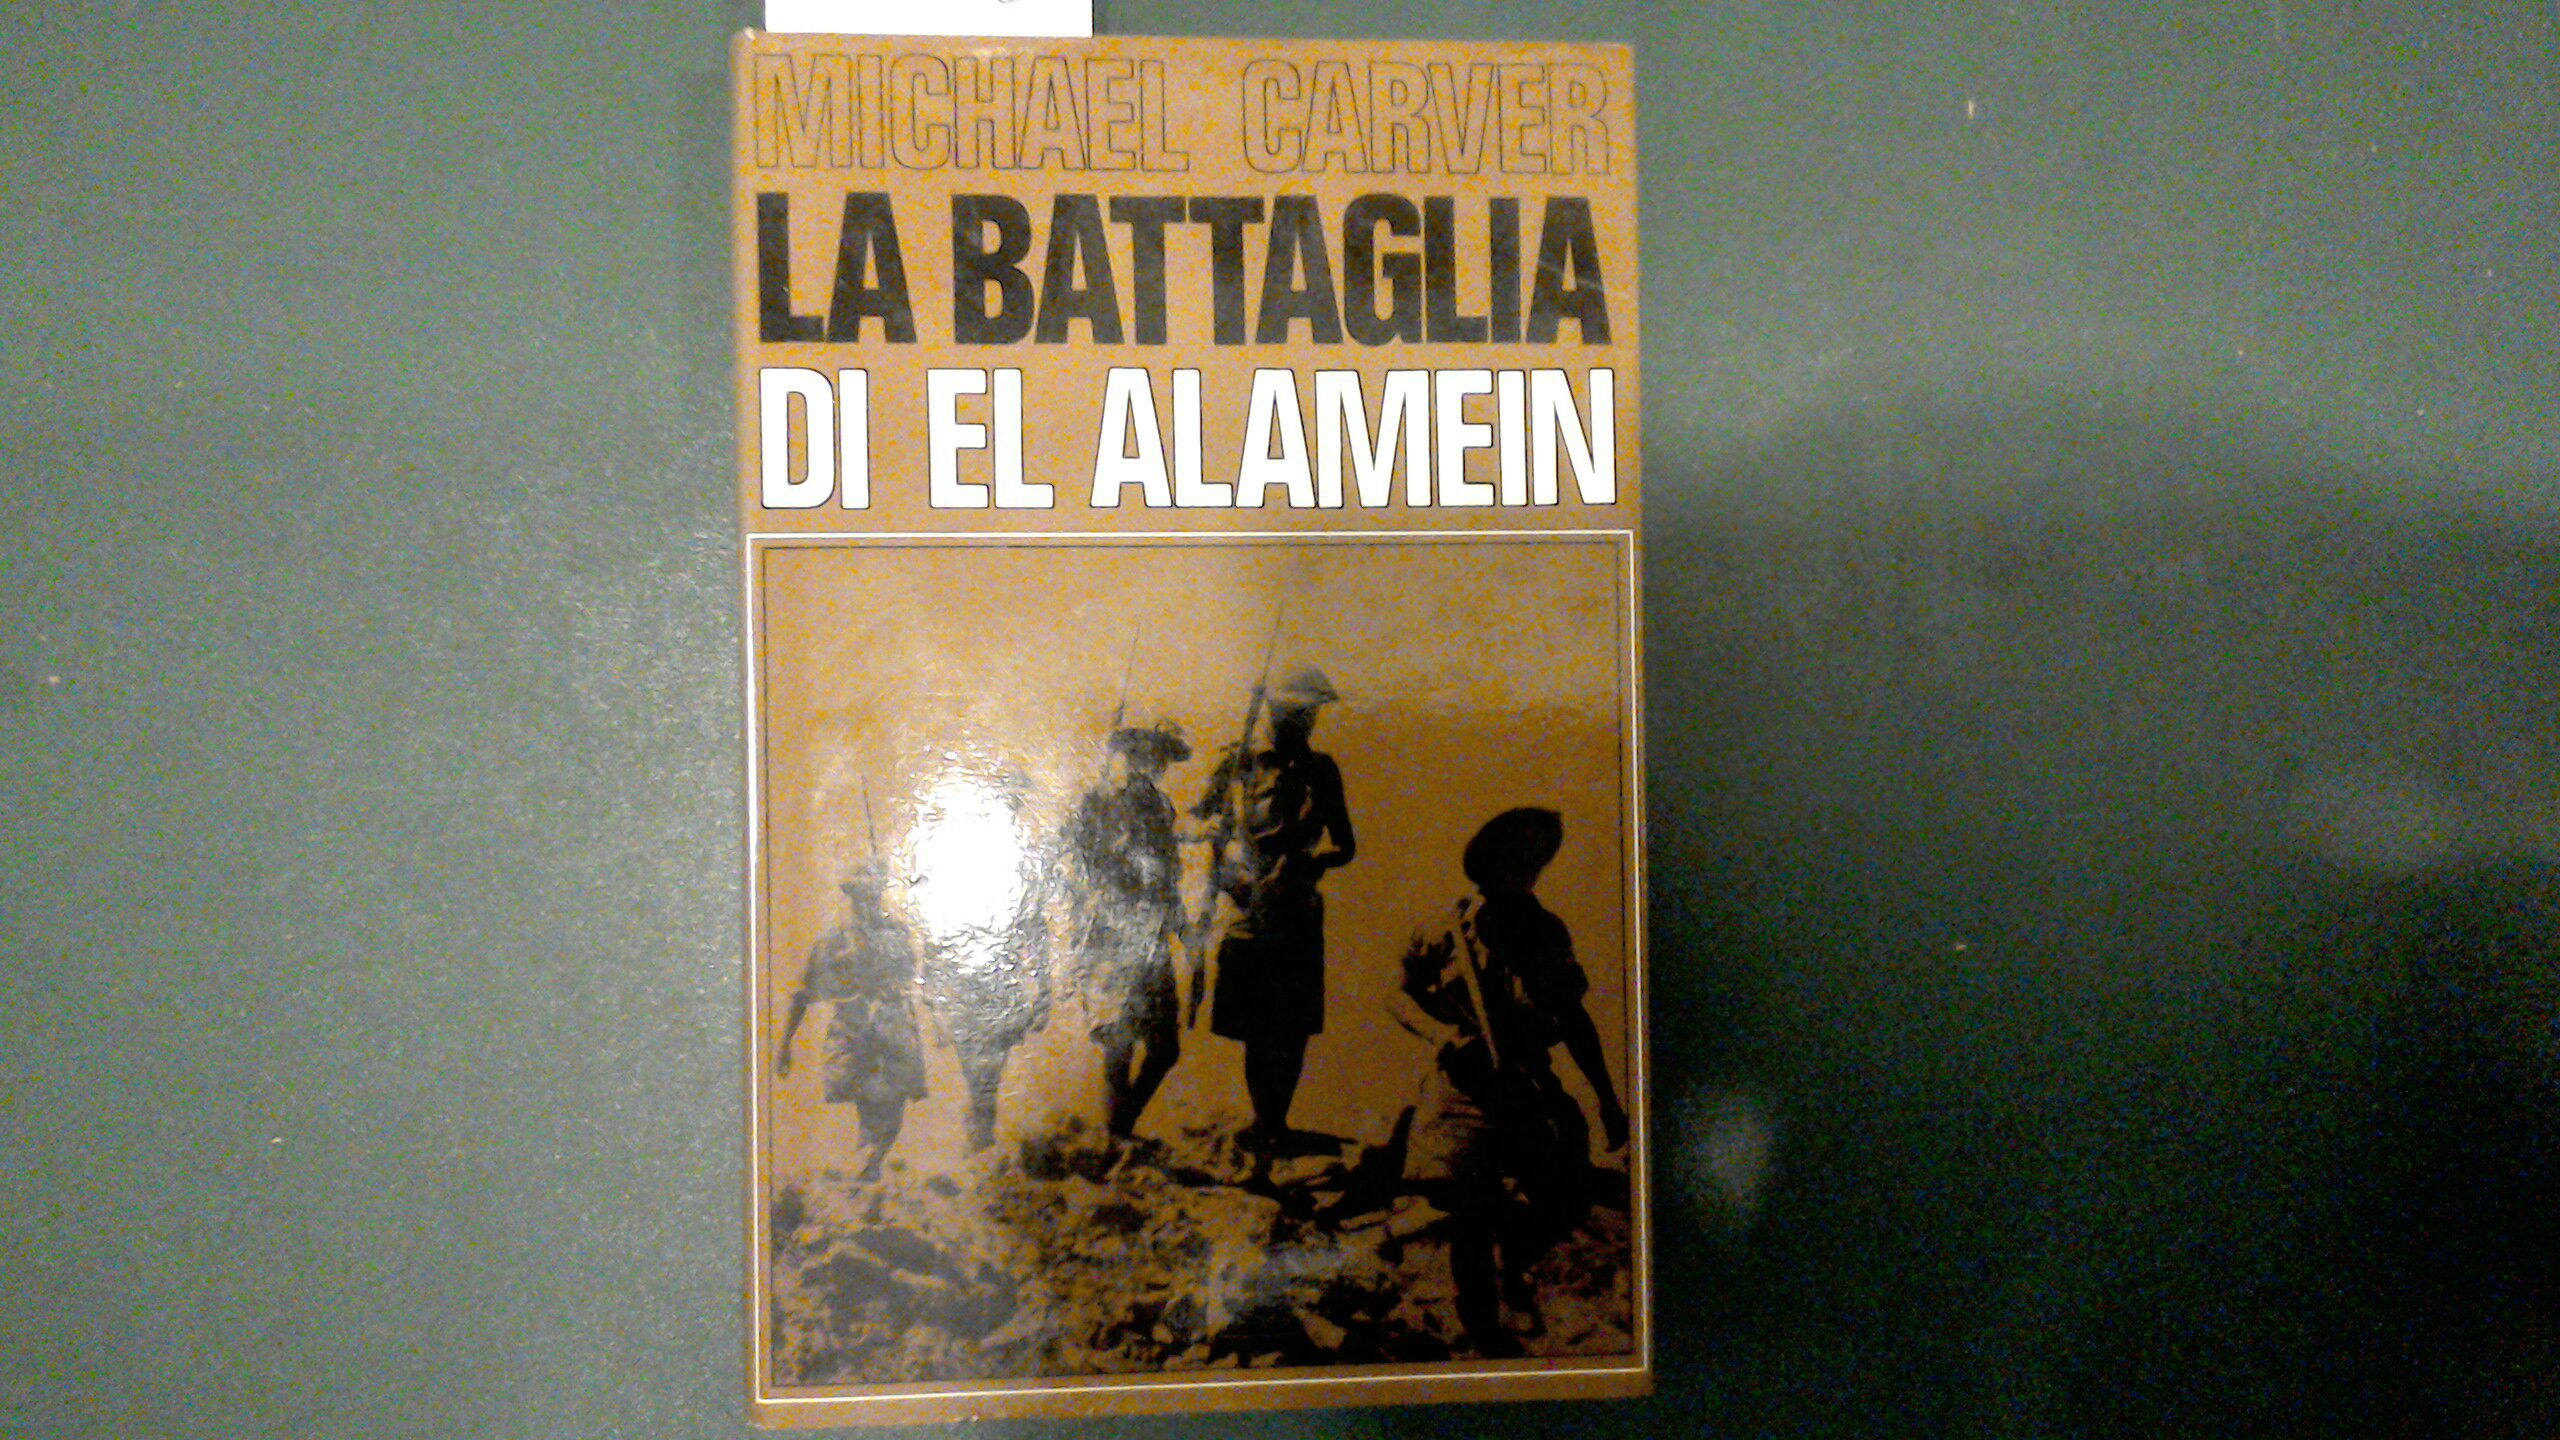 MICHAEL CARVER
LA BATTAGLIA
DI EL ALAMEIN